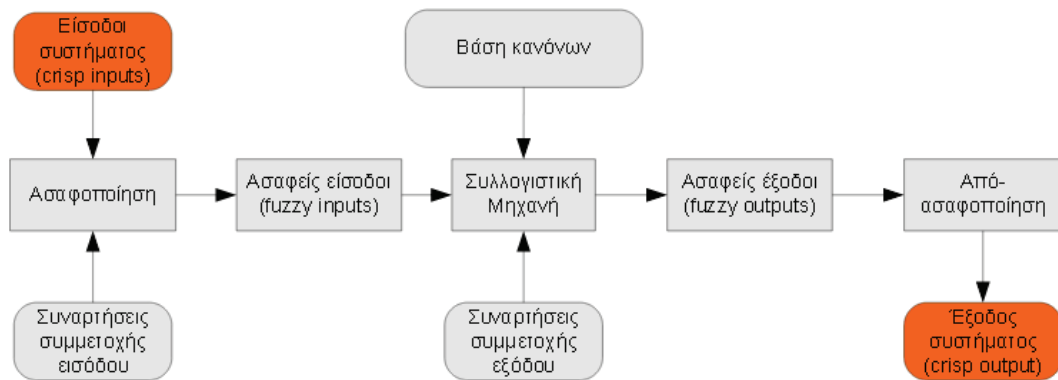 Είσοδοι
συστήματος
(crisp inputs)
Βάση κανόνων
Ασαφοποίηση
Ασαφείς είσοδοι
(fuzzy inputs)
Συλλογιστική
Μηχανή
Ασαφείς έξοδοι
(fuzzy outputs)
Από-
ασαφοποίηση
Συναρτήσεις
συμμετοχής
εισόδου
Συναρτήσεις
συμμετοχής
εξόδου
Έξοδος
συστήματος
(crisp output)